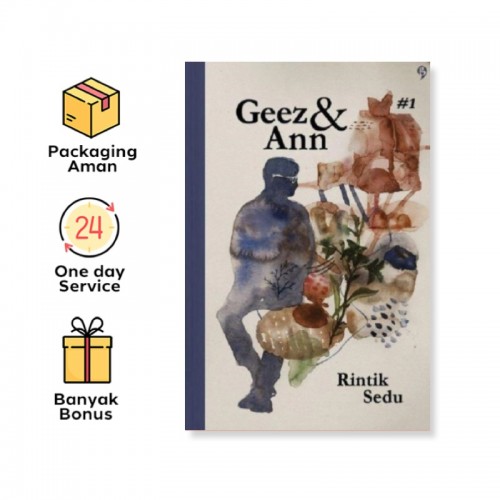 Packaging
Aman
24
One day
Service
Banyak
Bonus
Geez &
Ann
#1
Rintik
Sedu